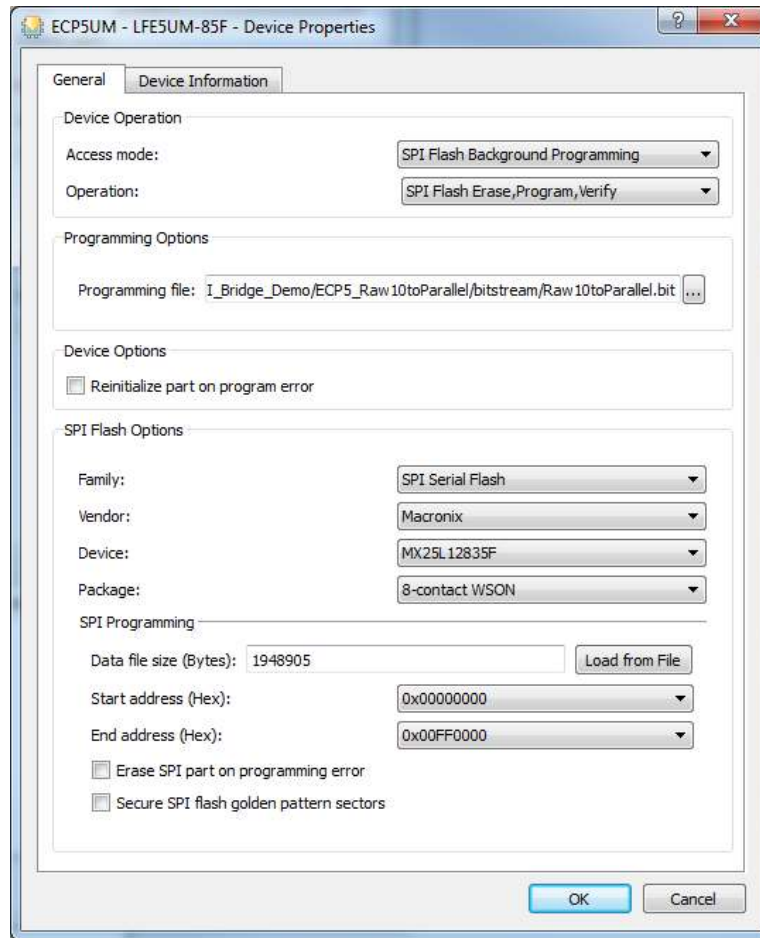 ECP5UM - LFE5UM-85F - Device Properties
General Device Information
Device Operation
Access mode: SPI Flash Background Programming
Operation: SPI Flash Erase,Program,Verify
Programming Options
Programming file: I_Bridge_Demo/ECP5_Raw10toParallel/bitstream/Raw10toParallel.bit ...
Device Options
Reinitialize part on program error
SPI Flash Options
Family: SPI Serial Flash
Vendor: Macronix
Device: MX25L12835F
Package: 8-contact WSON
SPI Programming
Data file size (Bytes): 1948905 Load from File
Start address (Hex): 0x00000000
End address (Hex): 0x00FF0000
Erase SPI part on programming error
Secure SPI flash golden pattern sectors
OK Cancel